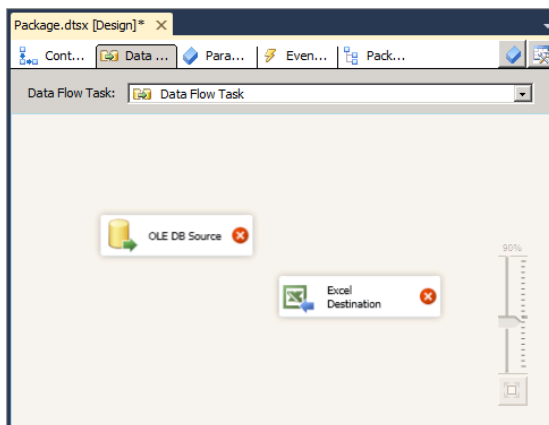 Package.dtsx [Design]*
Cont... Data ... Para... Even... Pack...
Data Flow Task: Data Flow Task
OLE DB Source
90%
Excel
Destination